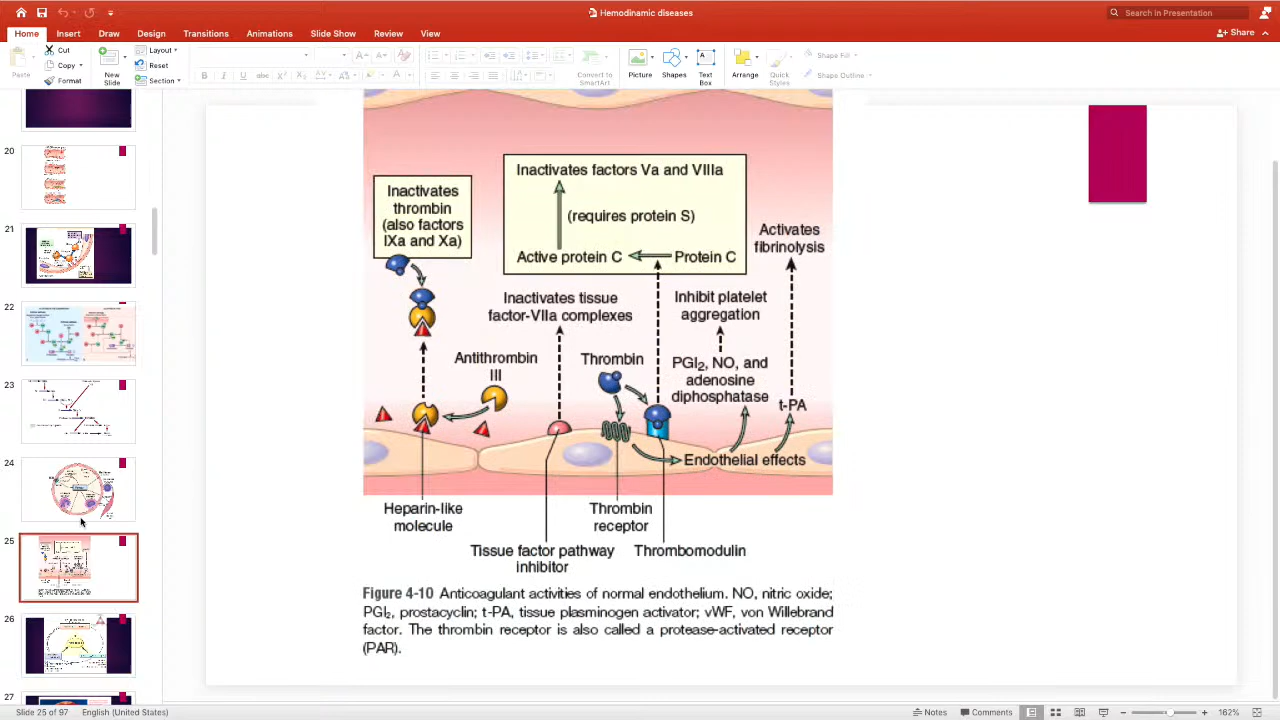 Hemodinamic diseases
Search in Presentation
Home Insert Draw Design Transitions Animations Slide Show Review View
Share
Paste
Cut
Copy
Format
New
Slide
Layout
Reset
Section
B I U abc X² X₂
Convert to
SmartArt
Picture
Shapes
Text
Box
Arrange
Quick
Styles
Shape Fill
Shape Outline
20
21
22
23
24
25
26
27
Inactivates
thrombin
(also factors
IXa and Xa)
Inactivates factors Va and VIIIa
(requires protein S)
Active protein C
Protein C
Activates
fibrinolysis
Inactivates tissue
factor-VIIa complexes
Inhibit platelet
aggregation
Antithrombin
III
Thrombin
PGI₂, NO, and
adenosine
diphosphatase
t-PA
Endothelial effects
Heparin-like
molecule
Thrombin
receptor
Tissue factor pathway
inhibitor
Thrombomodulin
Figure 4-10 Anticoagulant activities of normal endothelium. NO, nitric oxide;
PGI₂, prostacyclin; t-PA, tissue plasminogen activator; vWF, von Willebrand
factor. The thrombin receptor is also called a protease-activated receptor
(PAR).
Slide 25 of 97 English (United States)
Notes Comments 162%